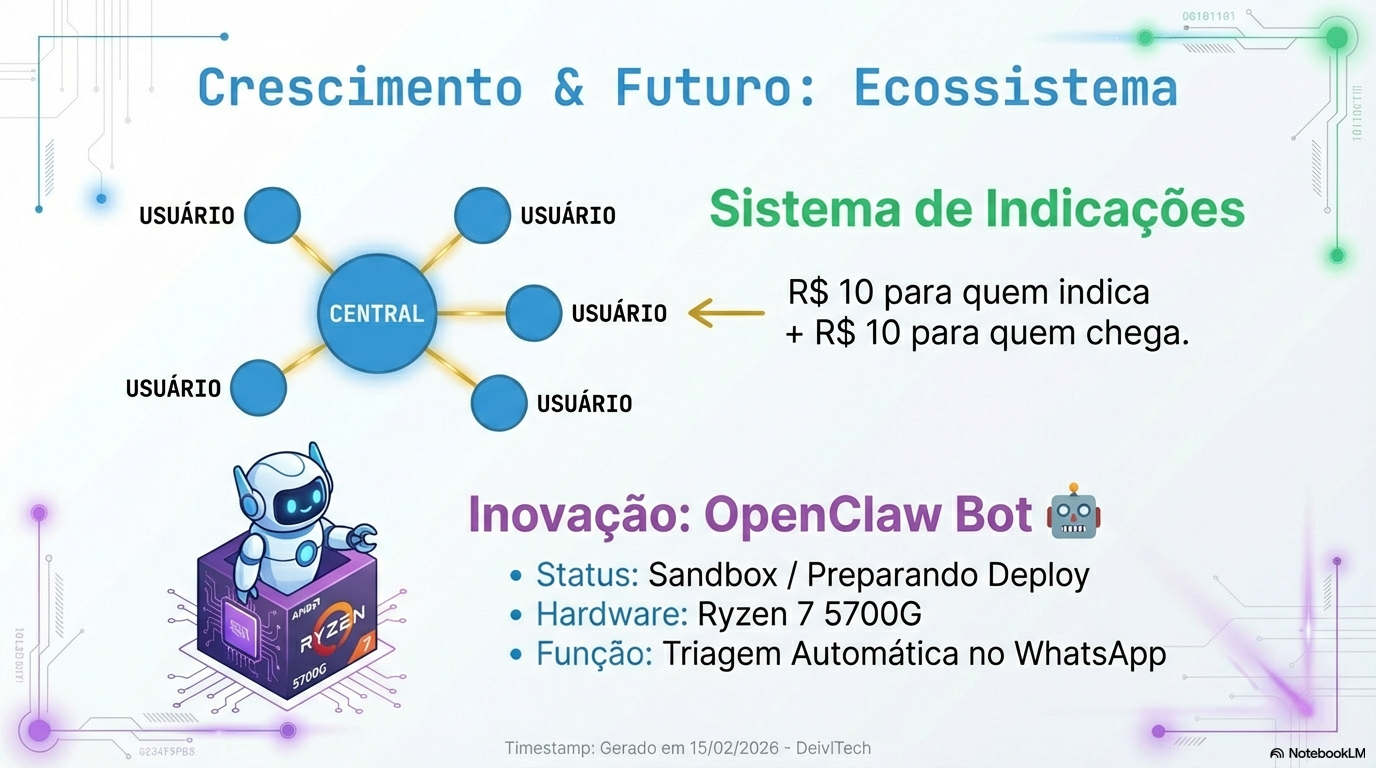 Crescimento & Futuro: Ecossistema
USUÁRIO
USUÁRIO
CENTRAL
USUÁRIO
USUÁRIO
USUÁRIO
Sistema de Indicações
R$ 10 para quem indica
+ R$ 10 para quem chega.
Inovação: OpenClaw Bot 🤖
• Status: Sandbox / Preparando Deploy
• Hardware: Ryzen 7 5700G
• Função: Triagem Automática no WhatsApp
RYZEN
7
5700G
Timestamp: Gerado em 15/02/2026 - DeivITech
NotebookLM